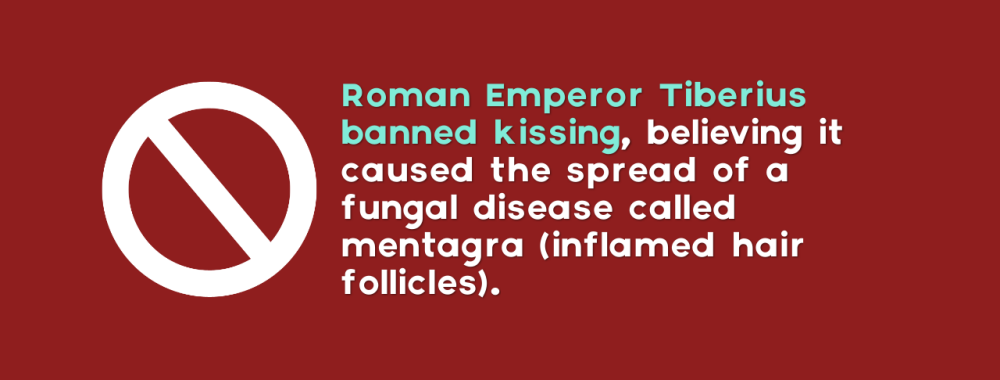 Roman Emperor Tiberius
banned kissing, believing it
caused the spread of a
fungal disease called
mentagra (inflamed hair
follicles).